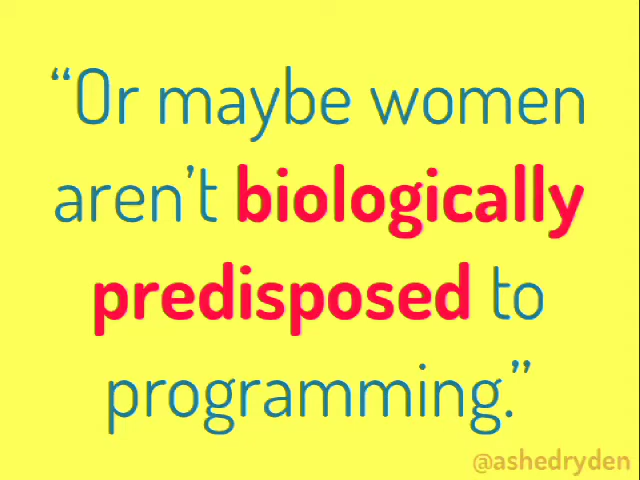 “Or maybe women
aren’t biologically
predisposed to
programming.”
@ashedryden